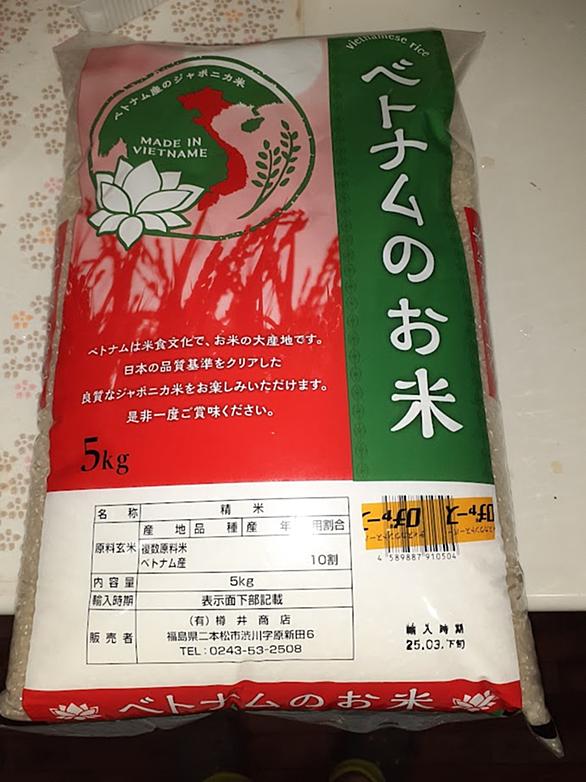 Vietnamese rice
ベトナムのお米
ベトナム産のジャポニカ米
MADE IN
VIETNAME
ベトナムは米食文化で、お米の大産地です。
日本の品質基準をクリアした
良質なジャポニカ米をお楽しみいただけます。
是非一度ご賞味ください。
5kg
名 称 精 米
原料玄米 産 地 品 種 産 年 用割合
複数原料米
ベトナム産 10割
内 容 量 5kg
輸入時期 表示面下部記載
販 売 者 (有) 樽 井 商 店
福島県二本松市渋川字原新田6
TEL:0243-53-2508
ロヂャース
4 589887 910504
輸入時期
25.03.下旬
ベトナムのお米